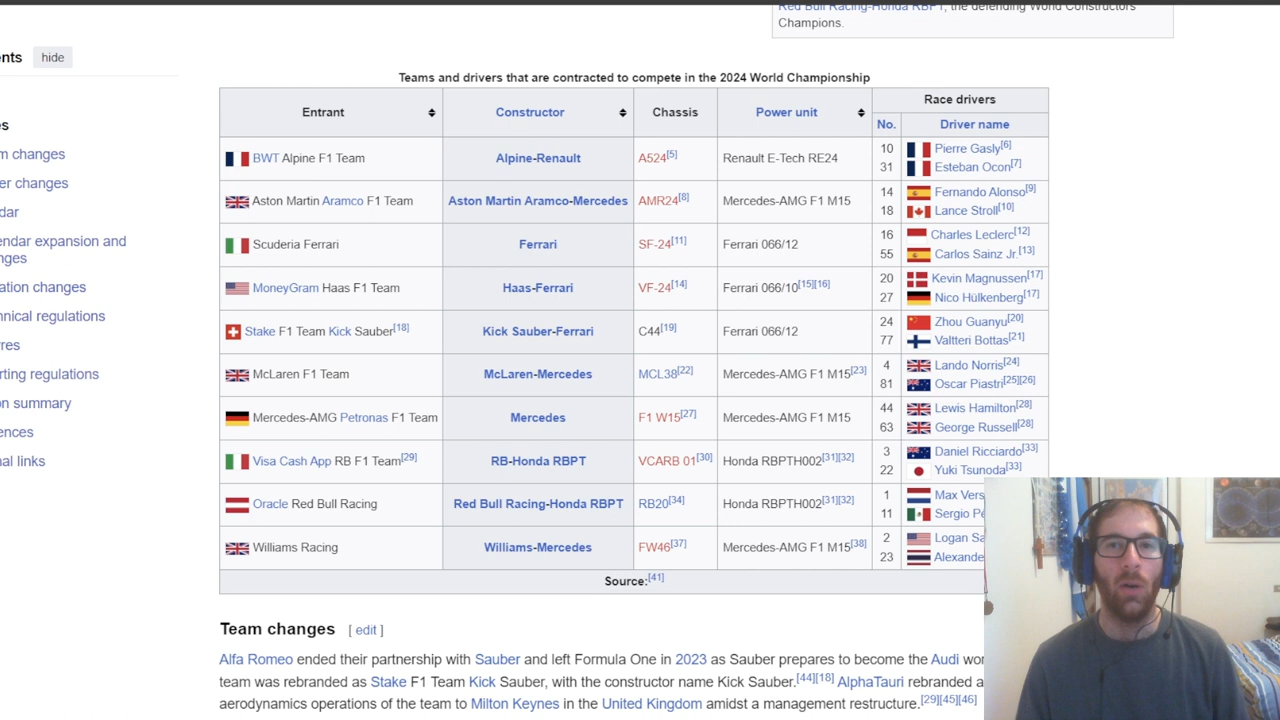 Red Bull Racing-Honda RBPT, the defending World Constructors'
Champions.
ents hide
Teams and drivers that are contracted to compete in the 2024 World Championship
Entrant Constructor Chassis Power unit Race drivers
No. Driver name
BWT Alpine F1 Team Alpine-Renault A524[5] Renault E-Tech RE24 10 Pierre Gasly[6]
31 Esteban Ocon[7]
Aston Martin Aramco F1 Team Aston Martin Aramco-Mercedes AMR24[8] Mercedes-AMG F1 M15 14 Fernando Alonso[9]
18 Lance Stroll[10]
Scuderia Ferrari Ferrari SF-24[11] Ferrari 066/12 16 Charles Leclerc[12]
55 Carlos Sainz Jr.[13]
MoneyGram Haas F1 Team Haas-Ferrari VF-24[14] Ferrari 066/10[15][16] 20 Kevin Magnussen[17]
27 Nico Hülkenberg[17]
Stake F1 Team Kick Sauber[18] Kick Sauber-Ferrari C44[19] Ferrari 066/12 24 Zhou Guanyu[20]
77 Valtteri Bottas[21]
McLaren F1 Team McLaren-Mercedes MCL38[22] Mercedes-AMG F1 M15[23] 4 Lando Norris[24]
81 Oscar Piastri[25][26]
Mercedes-AMG Petronas F1 Team Mercedes F1 W15[27] Mercedes-AMG F1 M15 44 Lewis Hamilton[28]
63 George Russell[28]
Visa Cash App RB F1 Team[29] RB-Honda RBPT VCARB 01[30] Honda RBPTH002[31][32] 3 Daniel Ricciardo[33]
22 Yuki Tsunoda[33]
Oracle Red Bull Racing Red Bull Racing-Honda RBPT RB20[34] Honda RBPTH002[31][32] 1 Max Vers
11 Sergio Pé
Williams Racing Williams-Mercedes FW46[37] Mercedes-AMG F1 M15[38] 2 Logan Sa
23 Alexande
Source:[41]
es
m changes
er changes
dar
endar expansion and
nges
ation changes
hnical regulations
res
rting regulations
on summary
ences
nal links
Team changes [ edit ]
Alfa Romeo ended their partnership with Sauber and left Formula One in 2023 as Sauber prepares to become the Audi wor
team was rebranded as Stake F1 Team Kick Sauber, with the constructor name Kick Sauber.[44][18] AlphaTauri rebranded a
aerodynamics operations of the team to Milton Keynes in the United Kingdom amidst a management restructure.[29][45][46]